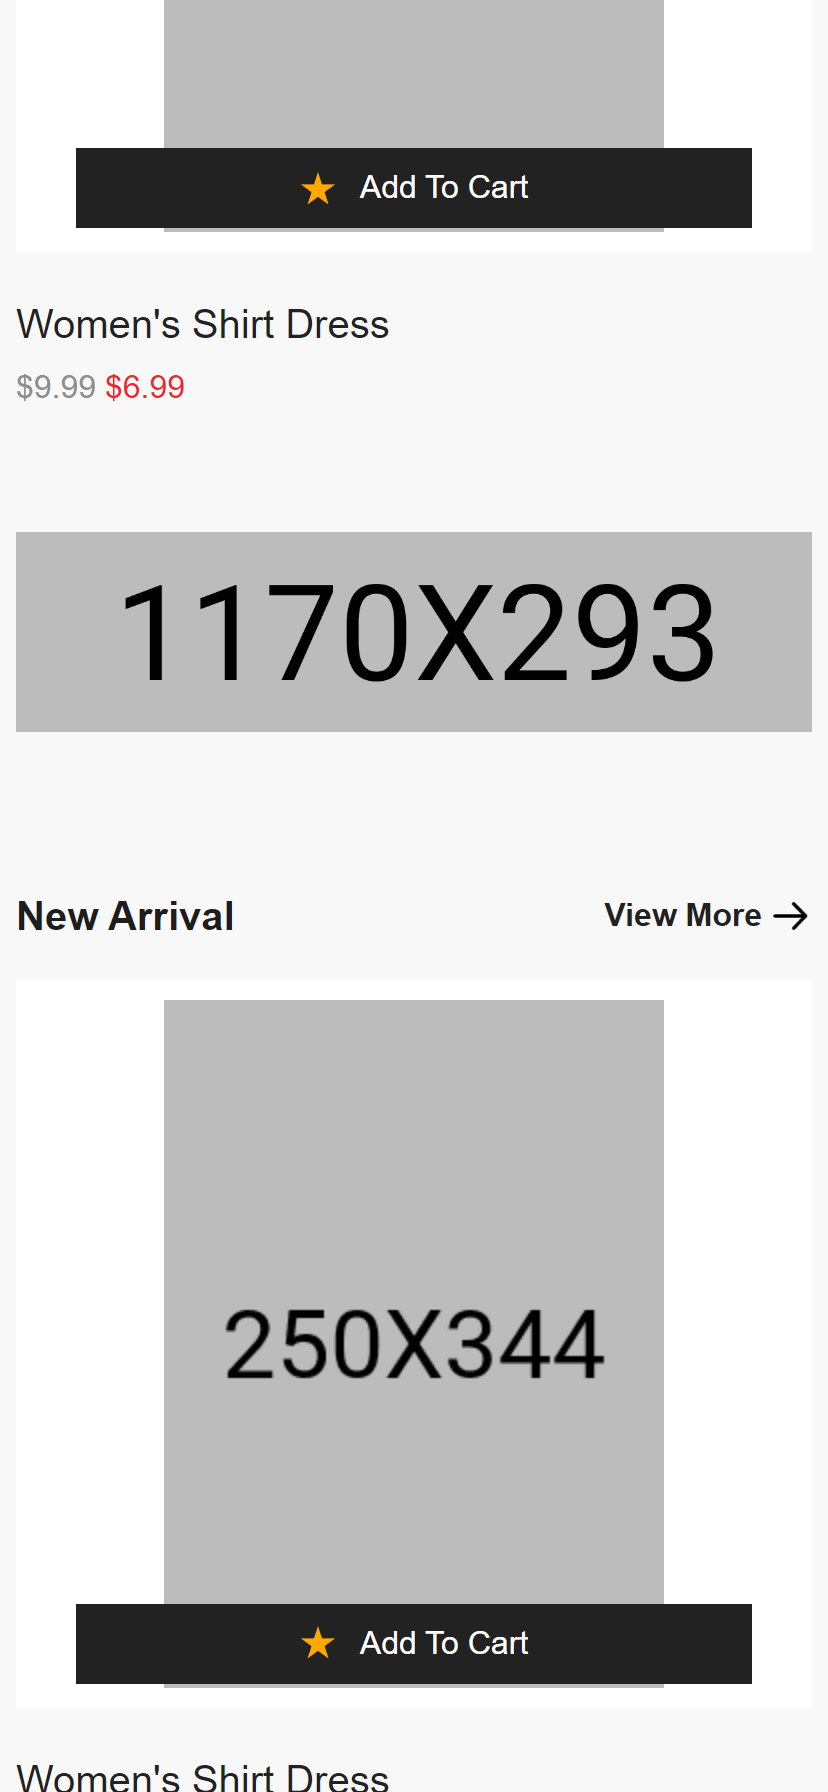 Add To Cart
Women's Shirt Dress
$9.99 $6.99
1170X293
New Arrival
View More
250X344
Add To Cart
Women's Shirt Dress